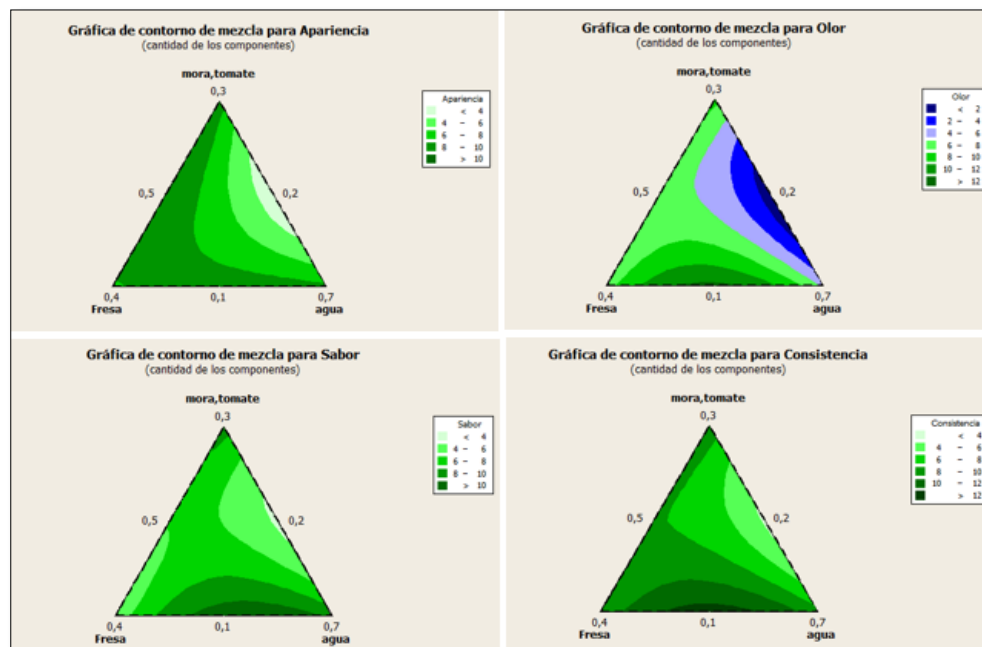 Gráfica de contorno de mezcla para Apariencia
(cantidad de los componentes)
mora,tomate
0,3
Apariencia
< 4
4 – 6
6 – 8
8 – 10
> 10
0,5
0,2
0,4
0,1
0,7
Fresa
agua
Gráfica de contorno de mezcla para Olor
(cantidad de los componentes)
mora,tomate
0,3
Olor
< 2
2 – 4
4 – 6
6 – 8
8 – 10
10 – 12
> 12
0,5
0,2
0,4
0,1
0,7
Fresa
agua
Gráfica de contorno de mezcla para Sabor
(cantidad de los componentes)
mora,tomate
0,3
Sabor
< 4
4 – 6
6 – 8
8 – 10
> 10
0,5
0,2
0,4
0,1
0,7
Fresa
agua
Gráfica de contorno de mezcla para Consistencia
(cantidad de los componentes)
mora,tomate
0,3
Consistencia
< 4
4 – 6
6 – 8
8 – 10
10 – 12
> 12
0,5
0,2
0,4
0,1
0,7
Fresa
agua